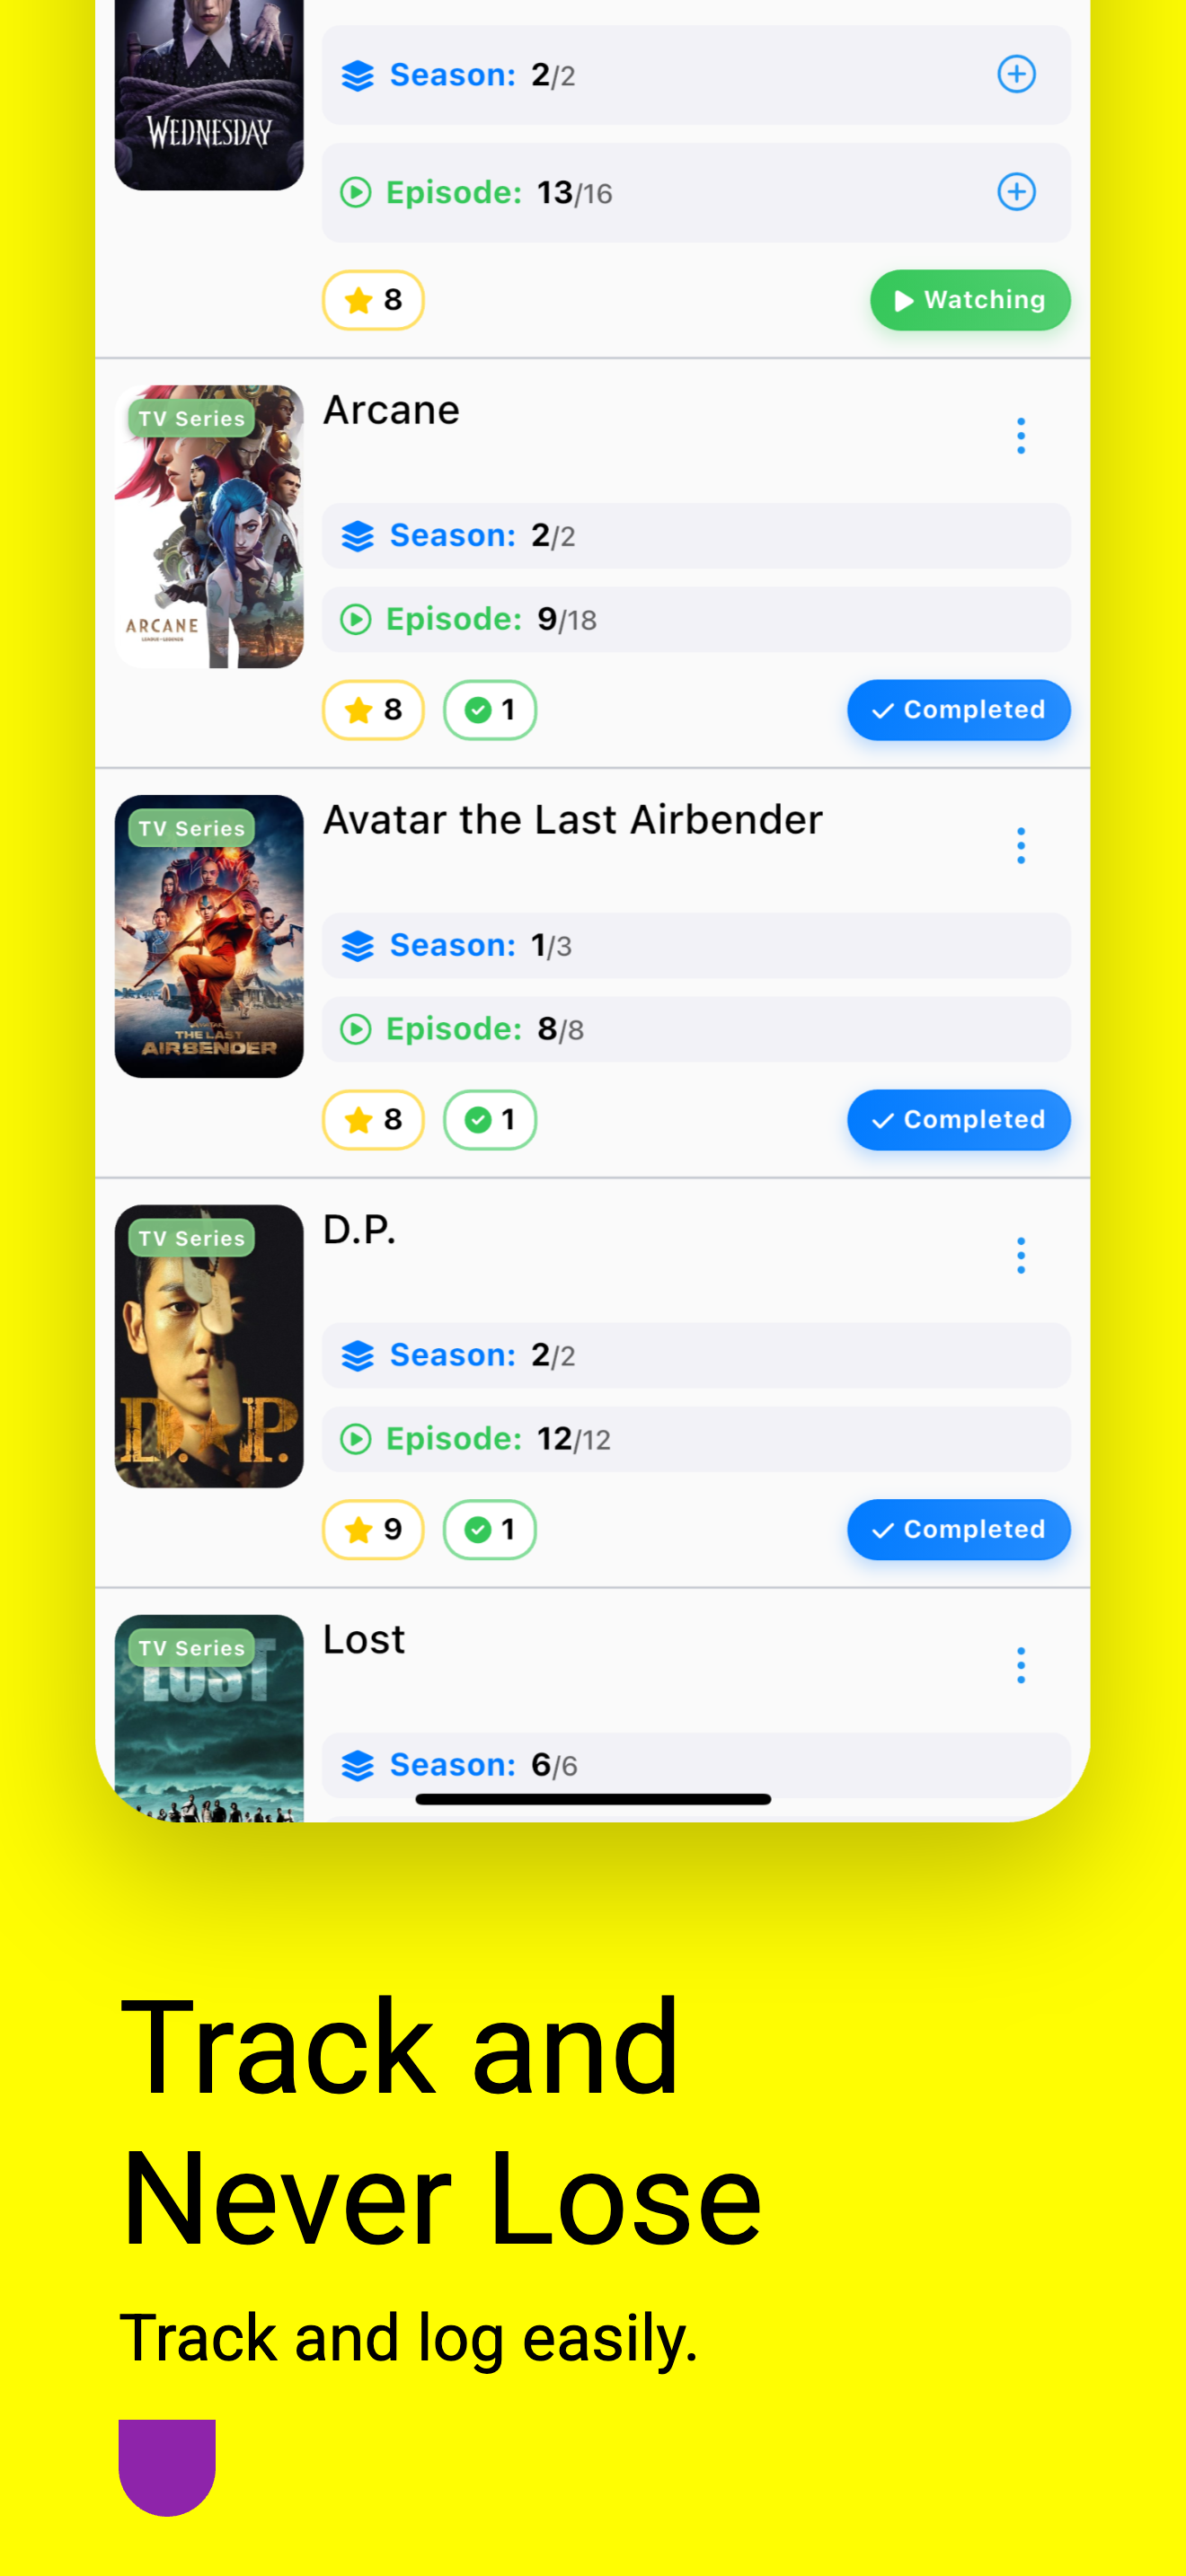 WEDNESDAY
Season: 2/2
Episode: 13/16
8
Watching
TV Series
ARCANE
Arcane
Season: 2/2
Episode: 9/18
8
1
Completed
TV Series
THE LAST
AIRBENDER
Avatar the Last Airbender
Season: 1/3
Episode: 8/8
8
1
Completed
TV Series
D.P.
D.P.
Season: 2/2
Episode: 12/12
9
1
Completed
TV Series
LOST
Lost
Season: 6/6
Track and
Never Lose
Track and log easily.